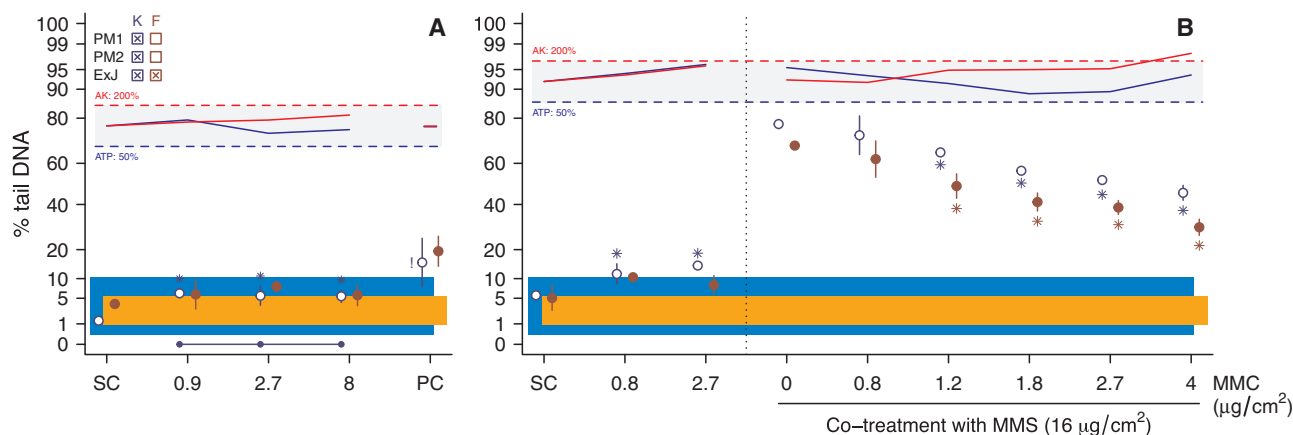 K F
PM1
PM2
ExJ
A
B
100
99
95
90
80
60
40
20
10
5
1
0
% tail DNA
AK: 200%
ATP: 50%
!
SC 0.9 2.7 8 PC
100
99
95
90
80
60
40
20
10
5
1
0
AK: 200%
ATP: 50%
SC 0.8 2.7 0 0.8 1.2 1.8 2.7 4 MMC
(μg/cm²)
Co−treatment with MMS (16 μg/cm²)